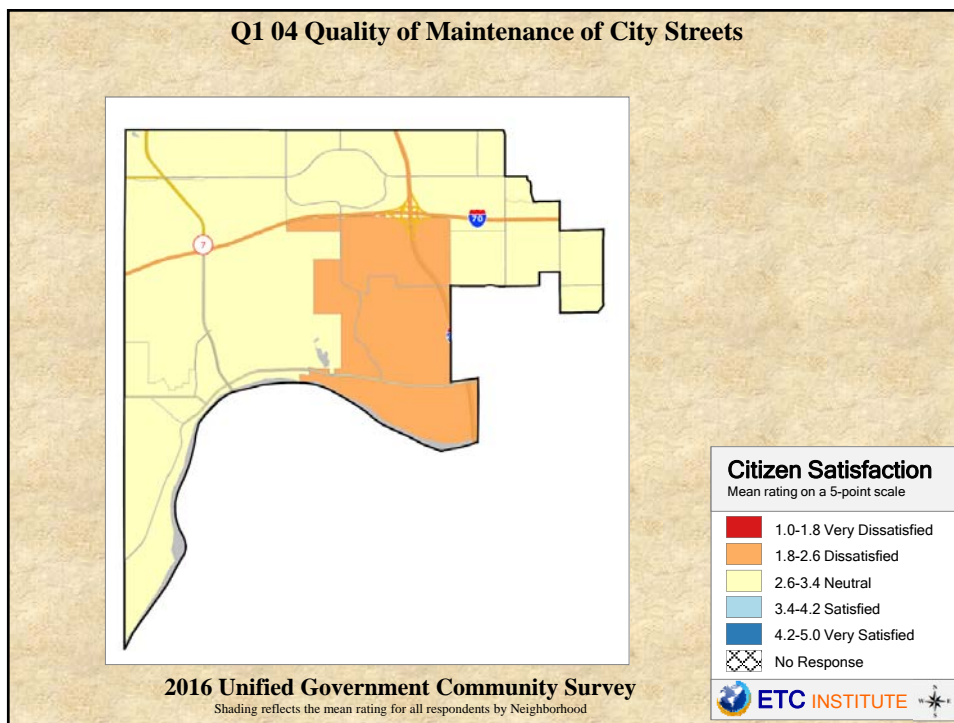 Q1 04 Quality of Maintenance of City Streets
70
7
Citizen Satisfaction
Mean rating on a 5-point scale
1.0-1.8 Very Dissatisfied
1.8-2.6 Dissatisfied
2.6-3.4 Neutral
3.4-4.2 Satisfied
4.2-5.0 Very Satisfied
No Response
2016 Unified Government Community Survey
Shading reflects the mean rating for all respondents by Neighborhood
ETC INSTITUTE